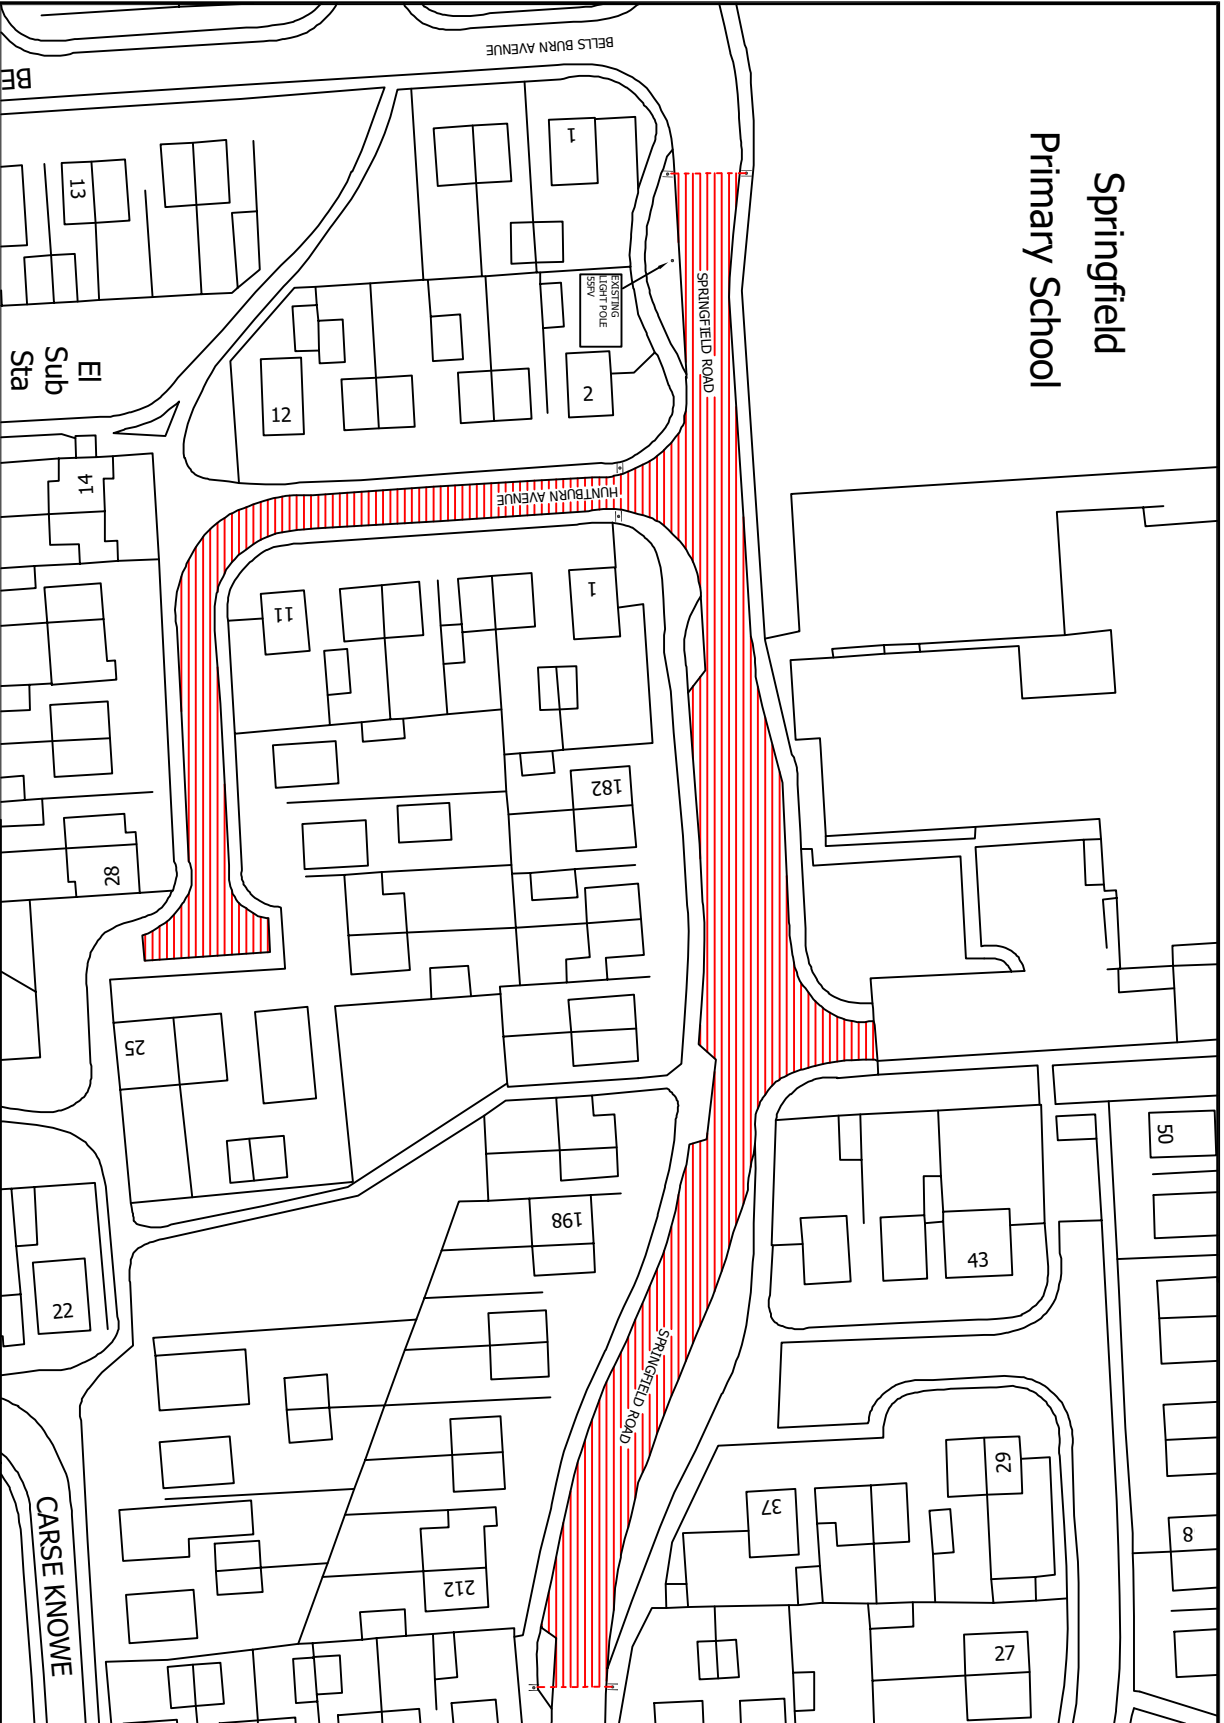 BELLS BURN AVENUE
BE
Springfield
Primary School
1
13
EXISTING
LIGHT POLE
55FV
SPRINGFIELD ROAD
El
Sub
Sta
2
12
14
HUNTBURN AVENUE
1
11
182
28
25
50
198
43
22
SPRINGFIELD ROAD
29
37
8
212
CARSE KNOWE
27